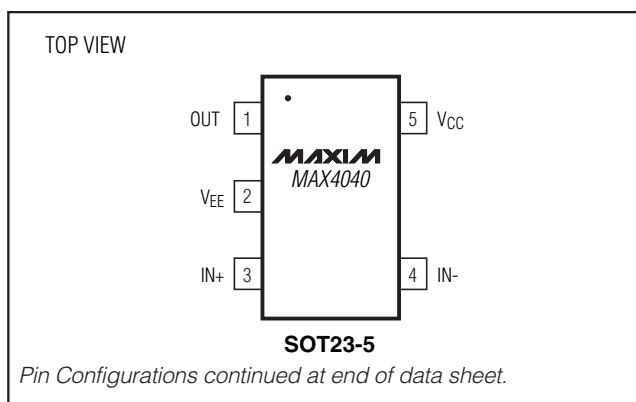 TOP VIEW
OUT 1
5 VCC
MAXIM
MAX4040
VEE 2
IN+ 3
4 IN-
SOT23-5
Pin Configurations continued at end of data sheet.